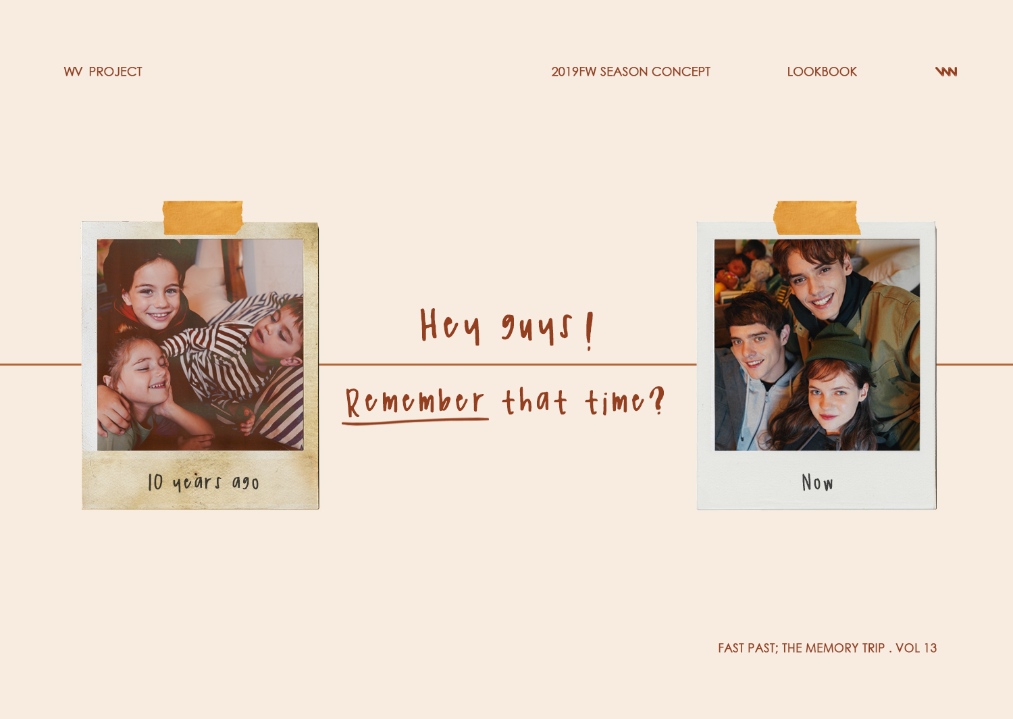 WV PROJECT
2019FW SEASON CONCEPT
LOOKBOOK
Hey guys!
Remember that time?
10 years ago
Now
FAST PAST; THE MEMORY TRIP . VOL 13